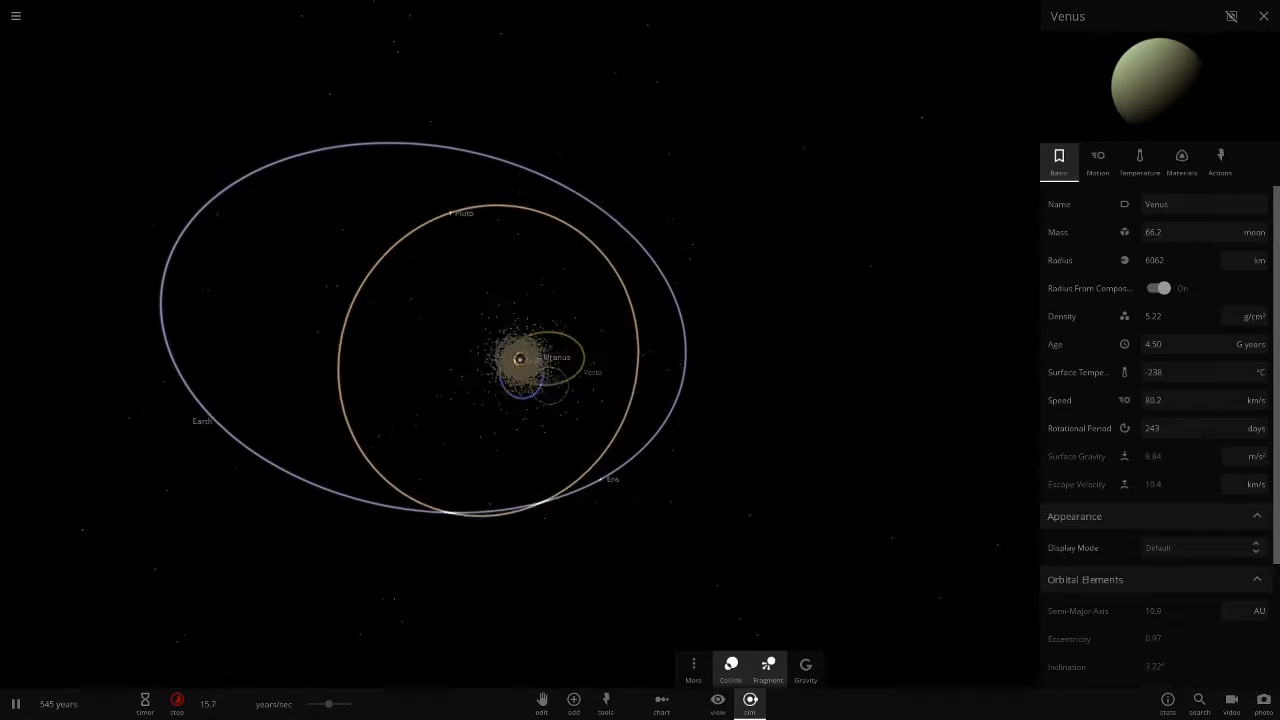 Venus
Basic Motion Temperature Materials Actions
Name Venus
Mass 66.2 moon
Radius 6062 km
Radius From Compos... On
Density 5.22 g/cm³
Age 4.50 G years
Surface Tempe... -238 °C
Speed 80.2 km/s
Rotational Period 243 days
Surface Gravity 8.84 m/s²
Escape Velocity 10.4 km/s
Appearance
Display Mode Default
Orbital Elements
Semi-Major Axis 10.9 AU
Eccentricity 0.97
Inclination 3.22°
Pluto
Uranus
Vesta
Earth
Eris
More Collide Fragment Gravity
545 years timer step 15.7 years/sec edit add tools chart view sim stats search video photo